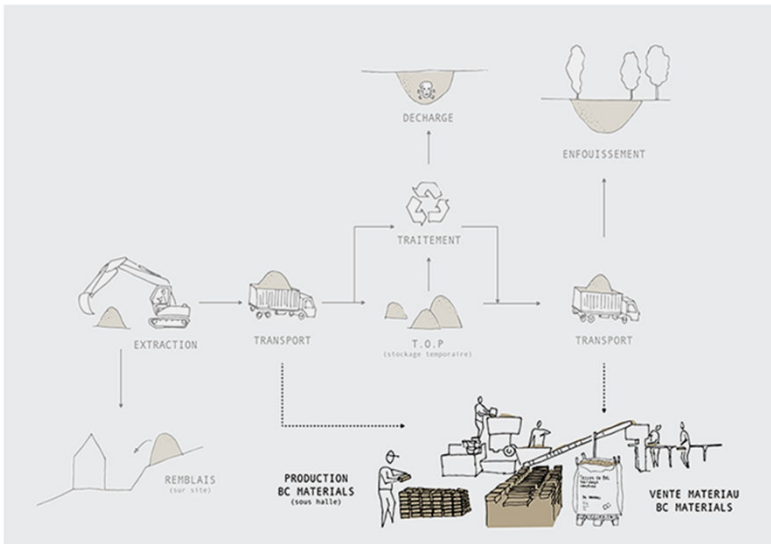 DECHARGE
ENFOUISSEMENT
TRAITEMENT
EXTRACTION
TRANSPORT
T.O.P
(stockage temporaire)
TRANSPORT
REMBLAIS
(sur site)
PRODUCTION
BC MATERIALS
(sous halle)
VENTE MATERIAU
BC MATERIALS